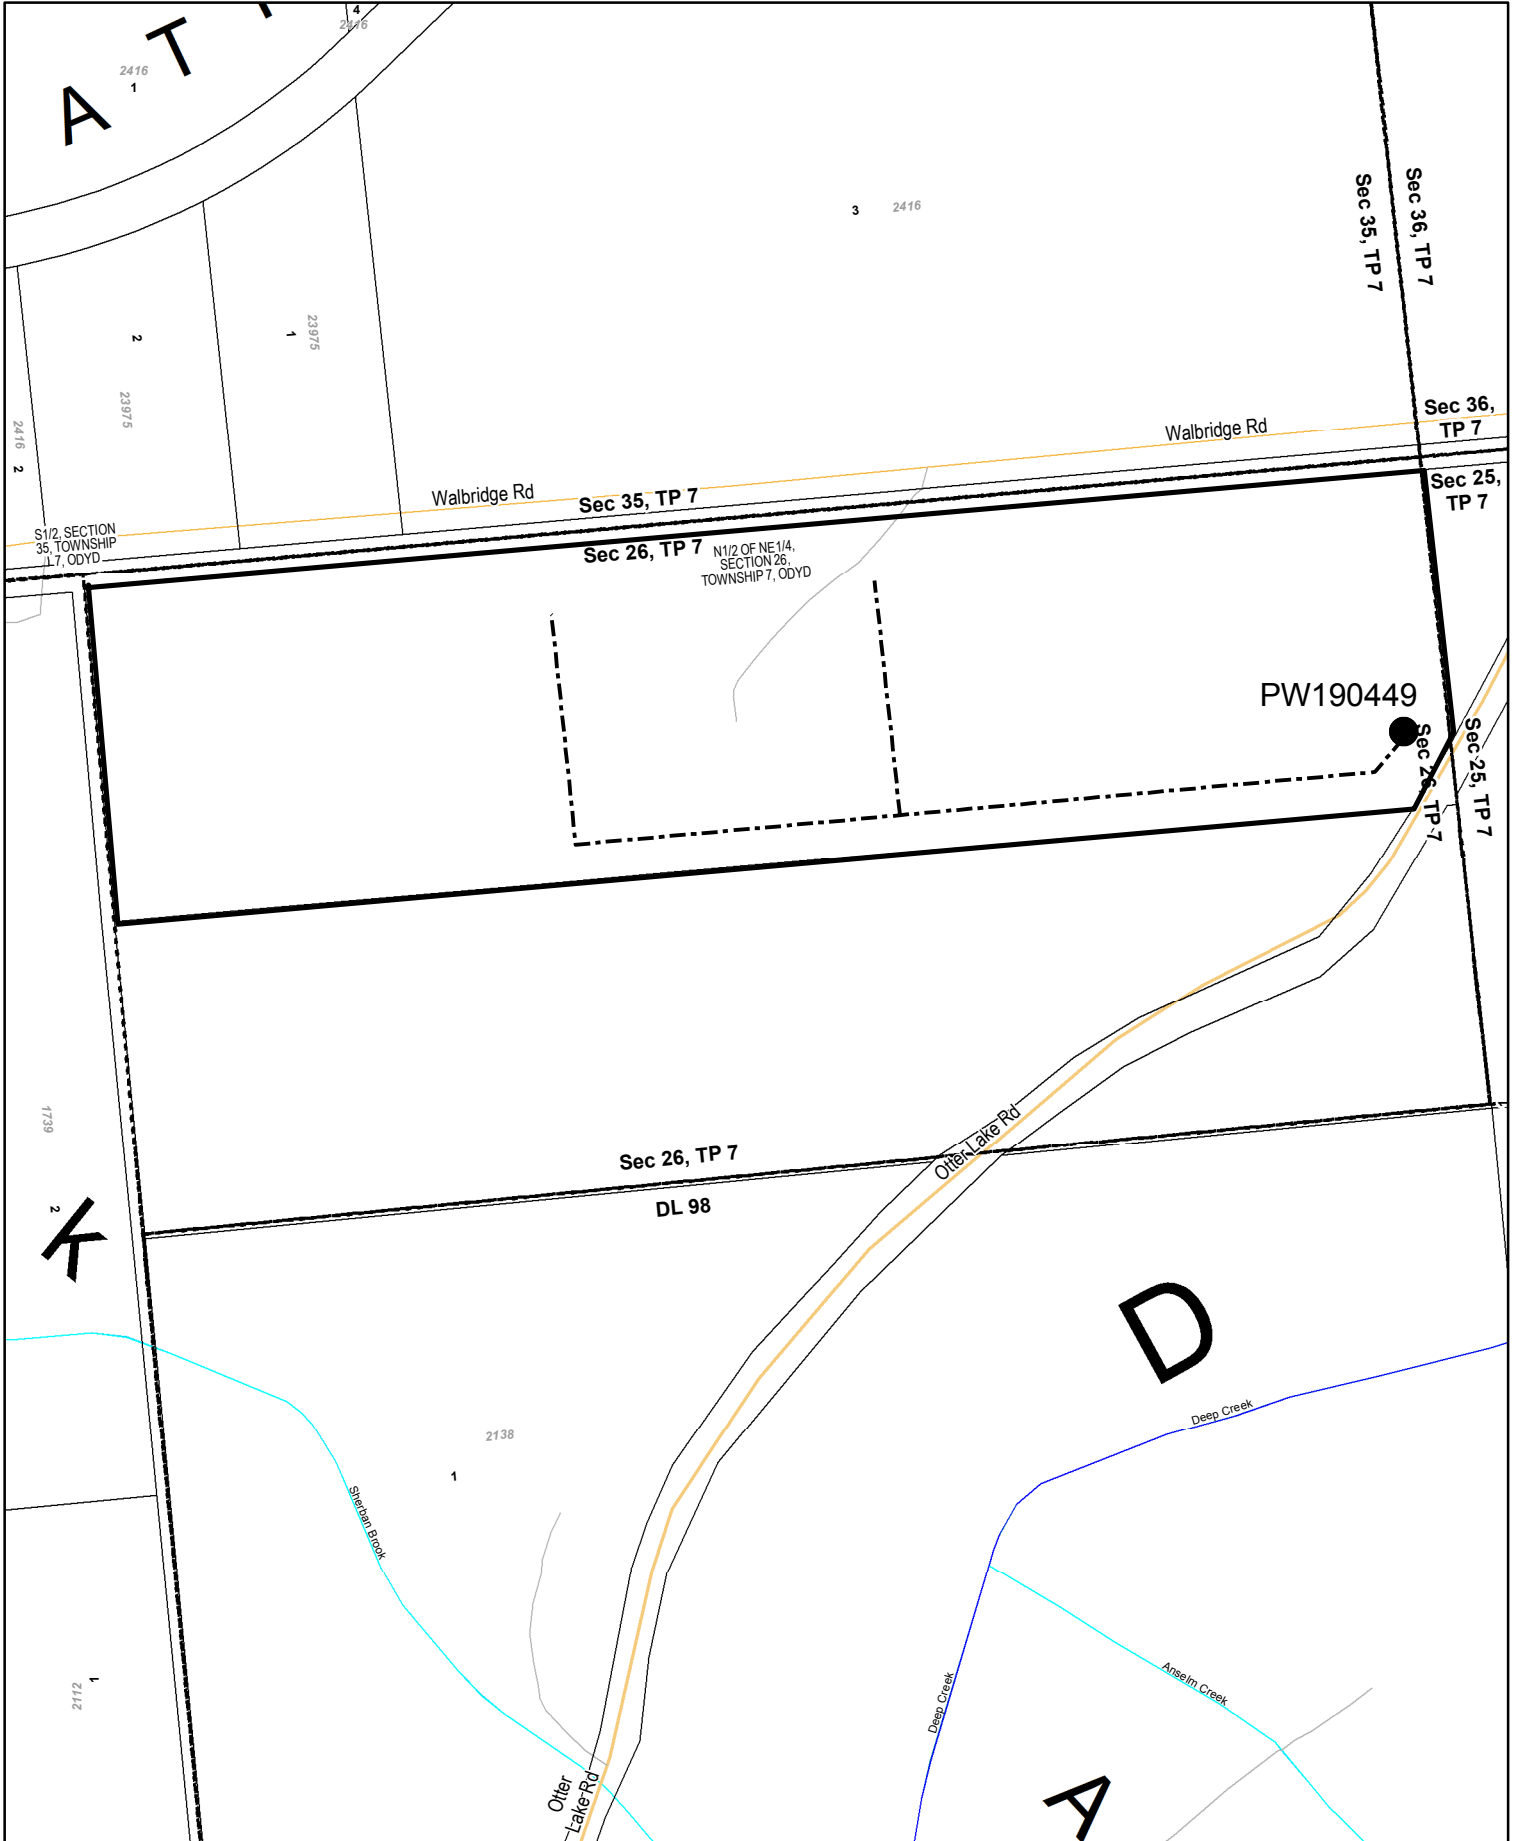 4
2416
A T
2416
1
3
2416
Sec 35, TP 7
Sec 36, TP 7
2
23975
1
23975
2416
2
Sec 36,
TP 7
Walbridge Rd
Walbridge Rd
Sec 35, TP 7
Sec 25,
TP 7
S1/2, SECTION
35, TOWNSHIP
7, ODYD
Sec 26, TP 7
N1/2 OF NE1/4,
SECTION 26,
TOWNSHIP 7, ODYD
PW190449
Sec 26, TP 7
Sec 25, TP 7
1739
2
K
Sec 26, TP 7
DL 98
Otter Lake Rd
D
Deep Creek
2138
1
Sherban Brook
Deep Creek
Anselm Creek
2112
1
Otter
Lake Rd
A